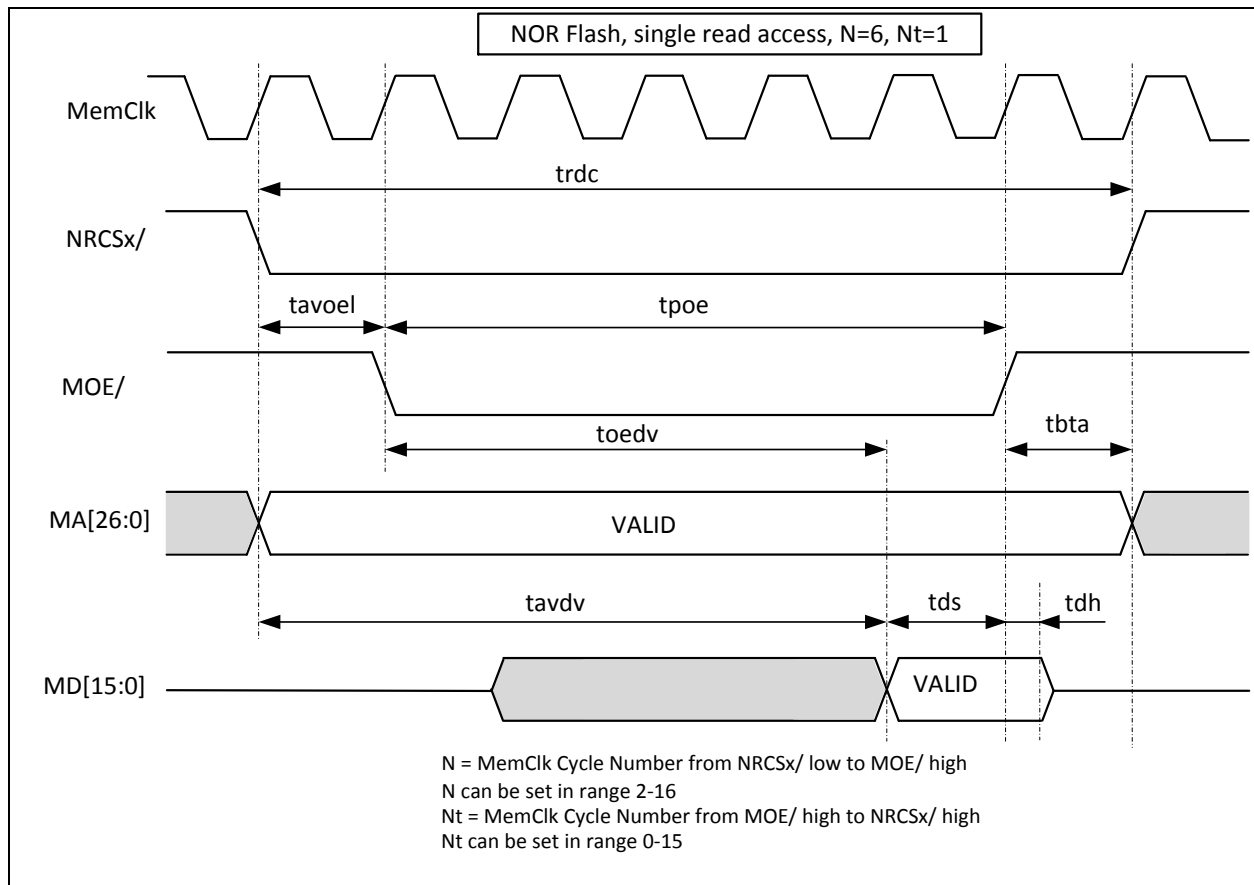 NOR Flash, single read access, N=6, Nt=1
MemClk
trdc
NRCSx/
tavoel
tpoe
MOE/
toedv
tbta
MA[26:0]
VALID
tavdv
tds
tdh
MD[15:0]
VALID
N = MemClk Cycle Number from NRCSx/ low to MOE/ high
N can be set in range 2-16
Nt = MemClk Cycle Number from MOE/ high to NRCSx/ high
Nt can be set in range 0-15